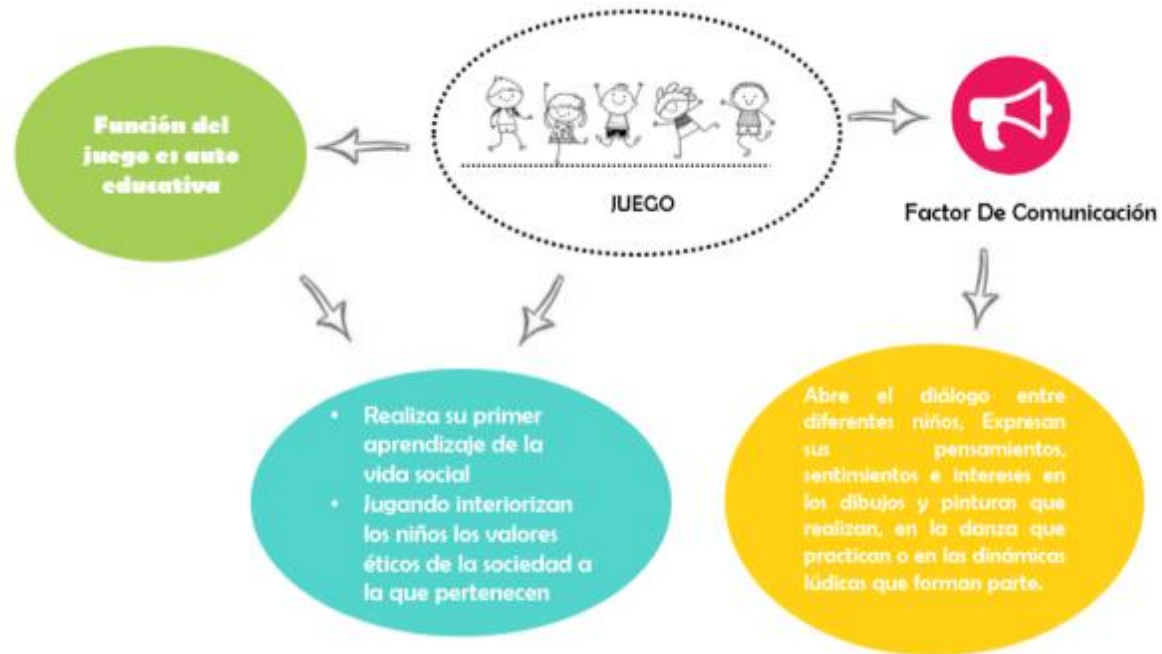 Función del
juego es auto
educativa
JUEGO
Factor De Comunicación
• Realiza su primer
aprendizaje de la
vida social
• Jugando interiorizan
los niños los valores
éticos de la sociedad a
la que pertenecen
Abre el diálogo entre
diferentes niños, Expresan
sus pensamientos,
sentimientos e intereses en
los dibujos y pinturas que
realizan, en la danza que
practican o en las dinámicas
lúdicas que forman parte.